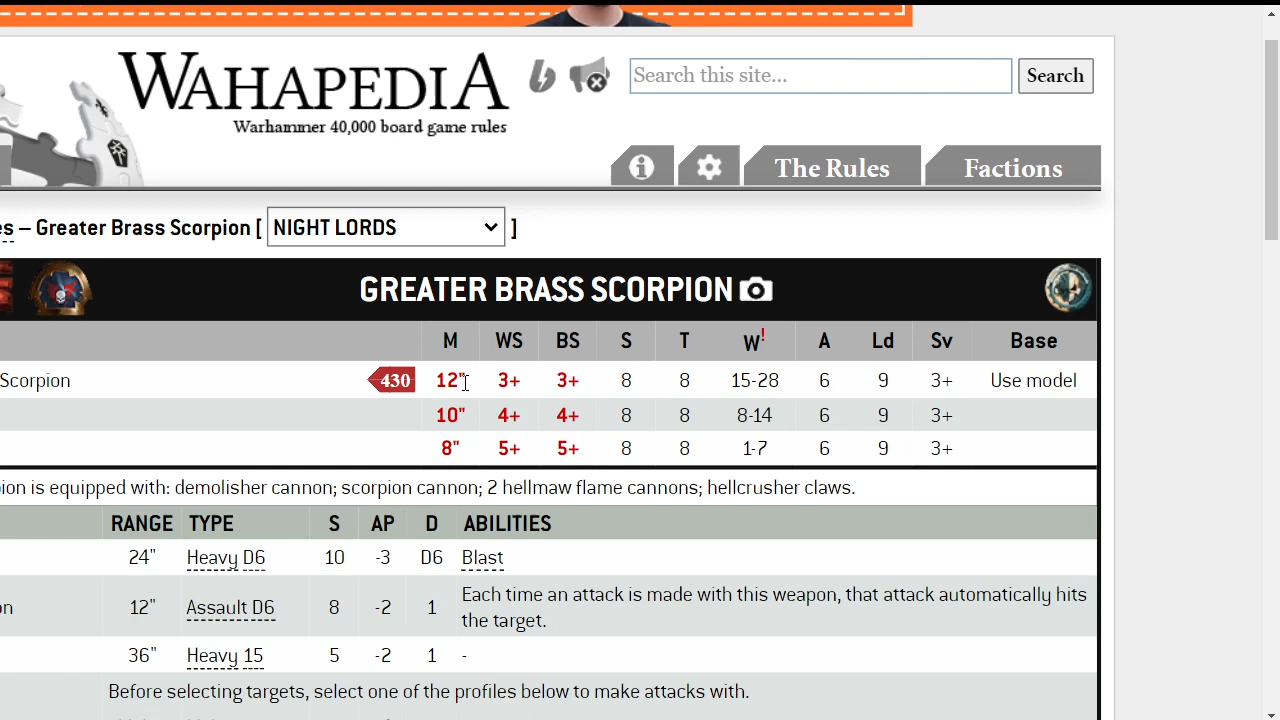 WAHAPEDIA
Search this site...
Search
Warhammer 40,000 board game rules
The Rules
Factions
es – Greater Brass Scorpion [ NIGHT LORDS ]
GREATER BRASS SCORPION
M WS BS S T W! A Ld Sv Base
Scorpion 430 12" 3+ 3+ 8 8 15-28 6 9 3+ Use model
10" 4+ 4+ 8 8 8-14 6 9 3+
8" 5+ 5+ 8 8 1-7 6 9 3+
ion is equipped with: demolisher cannon; scorpion cannon; 2 hellmaw flame cannons; hellcrusher claws.
RANGE TYPE S AP D ABILITIES
24" Heavy D6 10 -3 D6 Blast
on 12" Assault D6 8 -2 1 Each time an attack is made with this weapon, that attack automatically hits
the target.
36" Heavy 15 5 -2 1 -
Before selecting targets, select one of the profiles below to make attacks with.